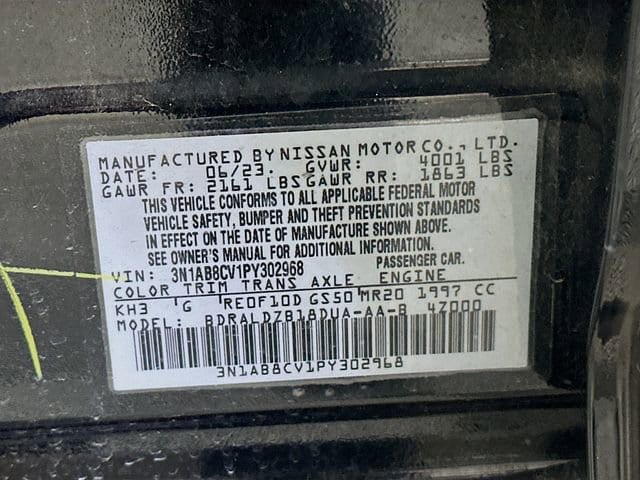 MANUFACTURED BY NISSAN MOTOR CO., LTD.
DATE: 06/23. GVWR: 4001 LBS
GAWR FR: 2161 LBS GAWR RR: 1863 LBS
THIS VEHICLE CONFORMS TO ALL APPLICABLE FEDERAL MOTOR
VEHICLE SAFETY, BUMPER AND THEFT PREVENTION STANDARDS
IN EFFECT ON THE DATE OF MANUFACTURE SHOWN ABOVE.
SEE OWNER'S MANUAL FOR ADDITIONAL INFORMATION.
VIN: 3N1AB8CV1PY302968 PASSENGER CAR.
COLOR TRIM TRANS AXLE ENGINE
KH3 G RE0F10D GS50 MR20 1997 CC
MODEL: BDRALDZB18DUA-AA-B 4Z000
3N1AB8CV1PY302968